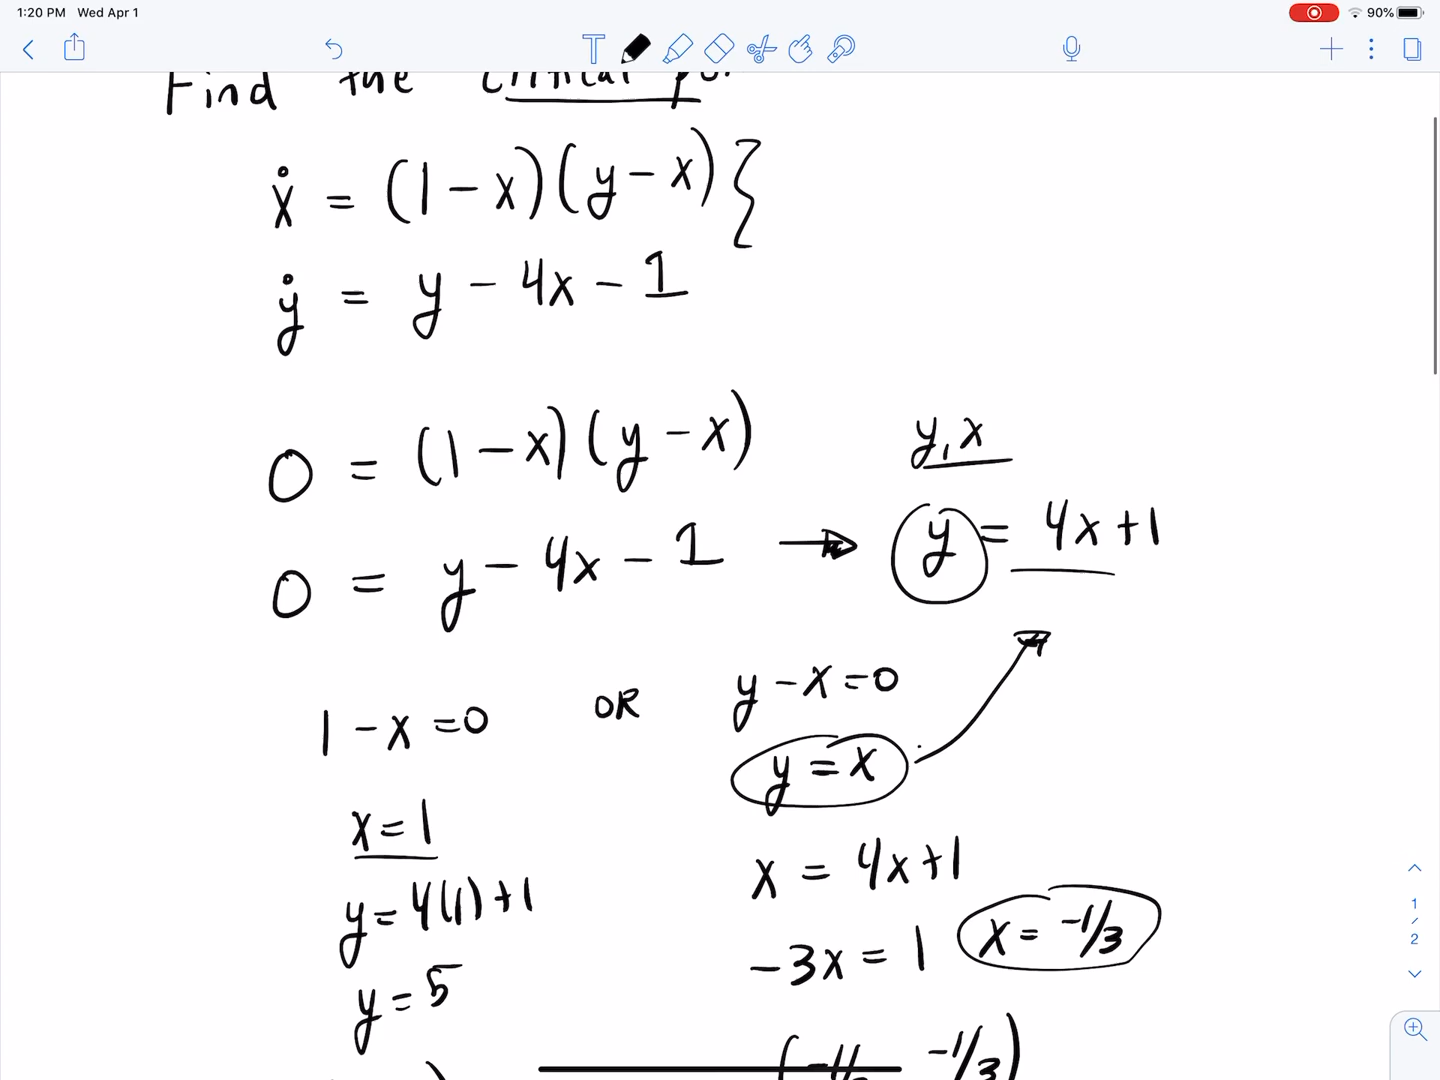 1:20 PM Wed Apr 1
90%
T
Find the critical
ẋ = (1 - x)(y - x)}
ẏ = y - 4x - 1
0 = (1 - x)(y - x)
y, x
0 = y - 4x - 1 → y = 4x + 1
1 - x = 0 OR y - x = 0
y = x
x = 1
x = 4x + 1
y = 4(1) + 1
-3x = 1 x = -1/3
y = 5
-1/3)
1
/
2